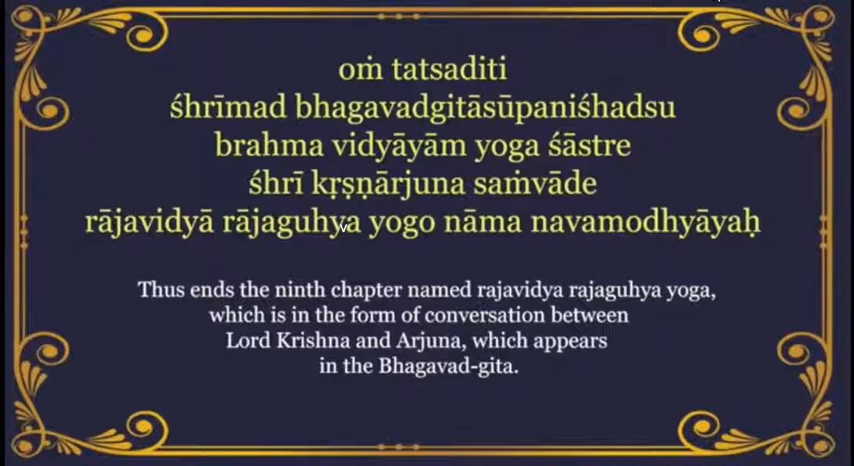 oṁ tatsaditi
śhrīmad bhagavadgitāsūpaniśhadsu
brahma vidyāyām yoga śāstre
śhrī kṛṣṇārjuna saṁvāde
rājavidyā rājaguhya yogo nāma navamodhyāyaḥ
Thus ends the ninth chapter named rajavidya rajaguhya yoga,
which is in the form of conversation between
Lord Krishna and Arjuna, which appears
in the Bhagavad-gita.